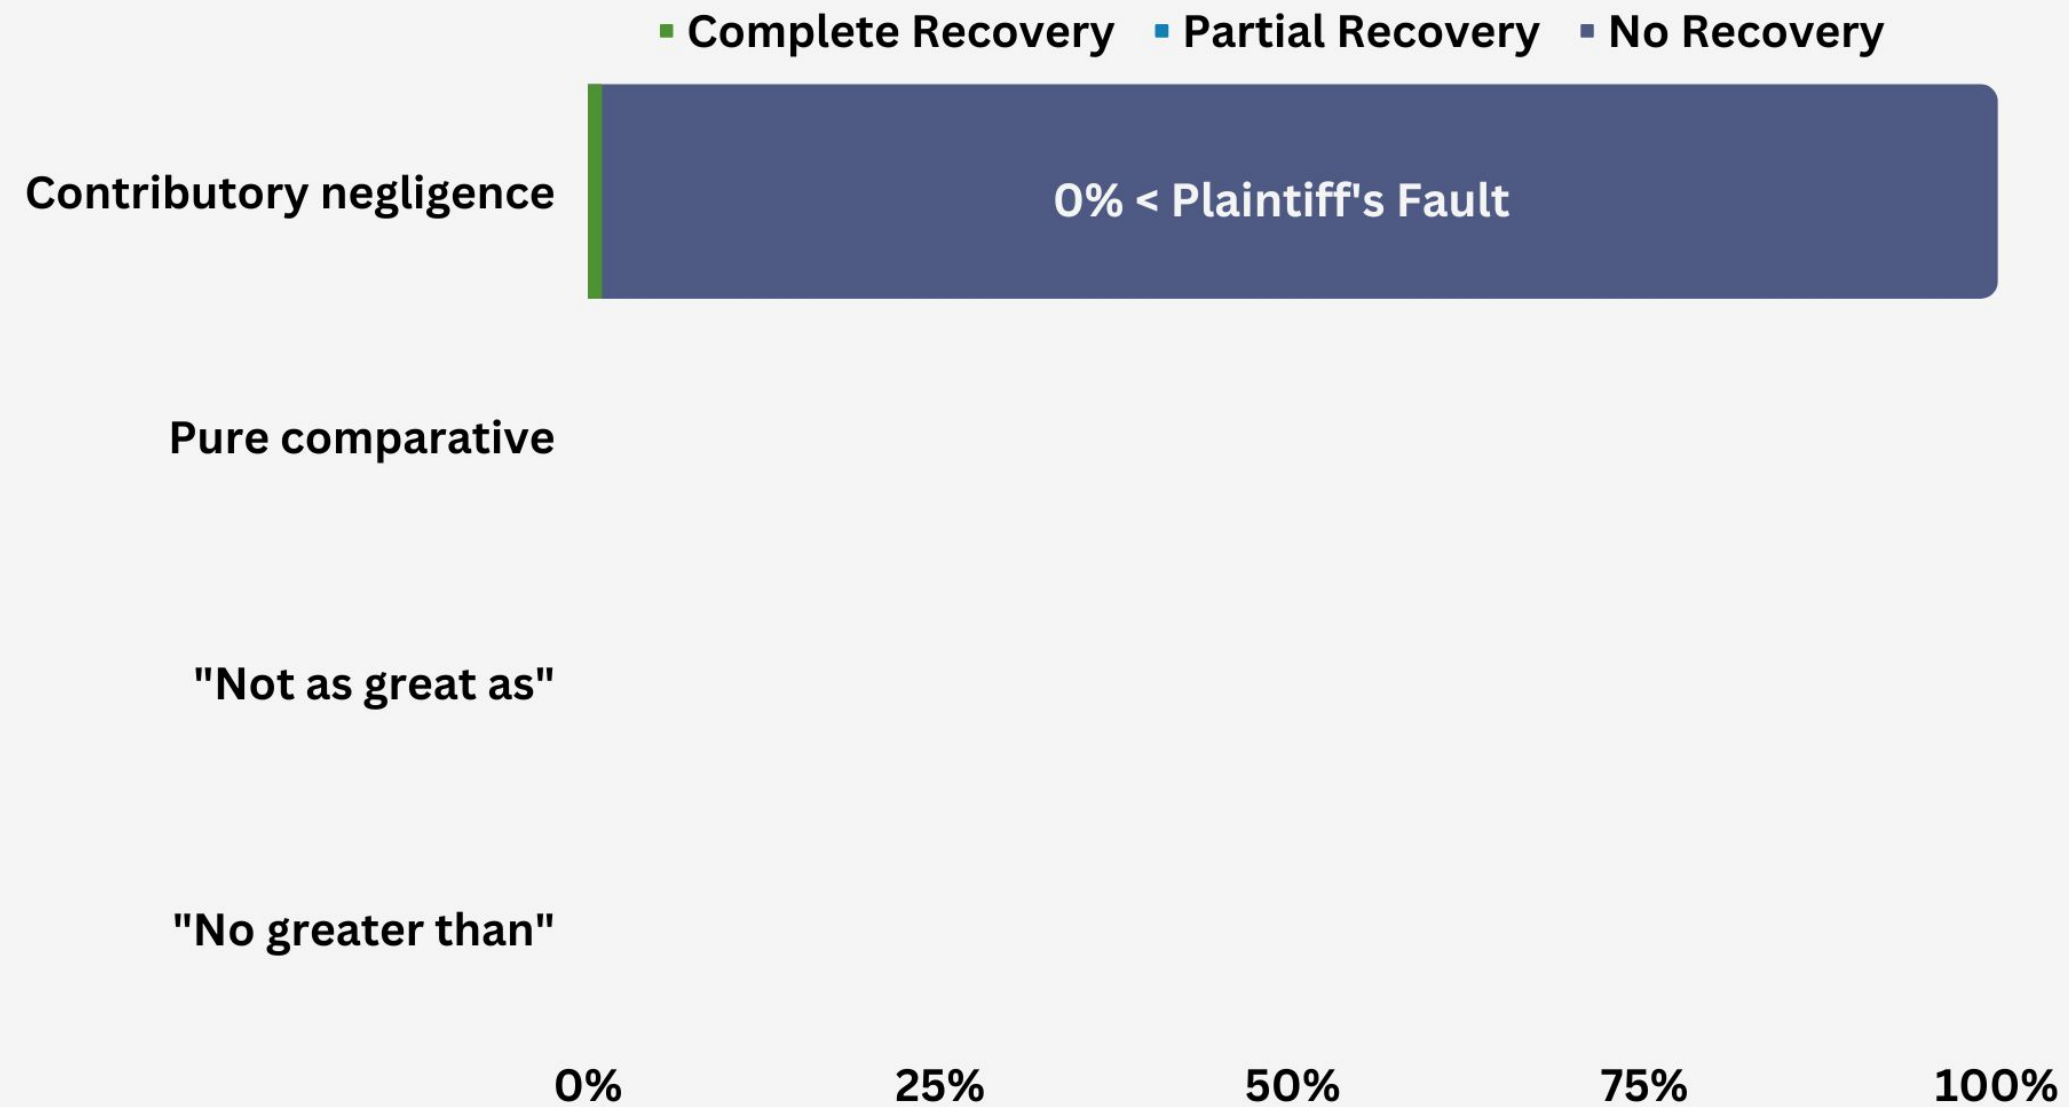 Complete Recovery Partial Recovery No Recovery
Contributory negligence
0% < Plaintiff's Fault
Pure comparative
"Not as great as"
"No greater than"
0% 25% 50% 75% 100%